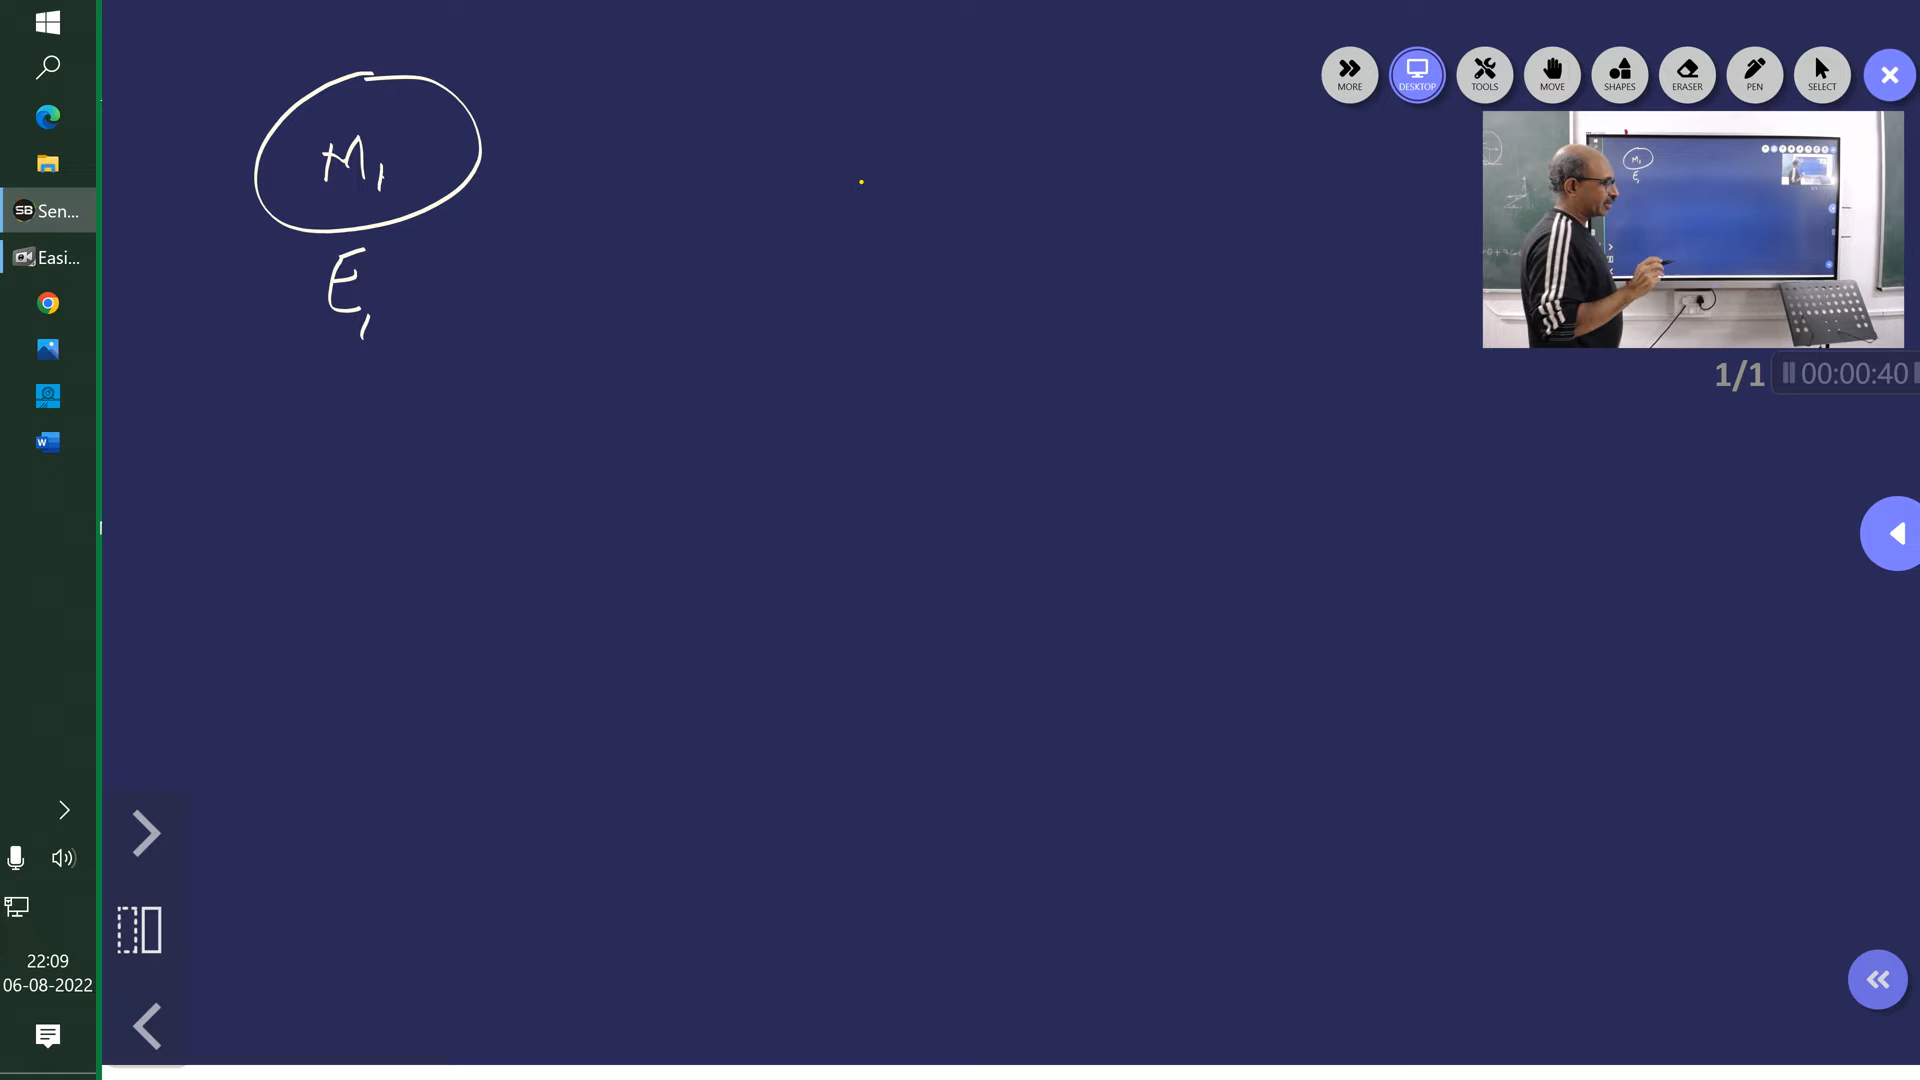 MORE
DESKTOP
TOOLS
MOVE
SHAPES
ERASER
PEN
SELECT
M₁
E₁
SB Sen...
Easi...
W
1/1
00:00:40
22:09
06-08-2022